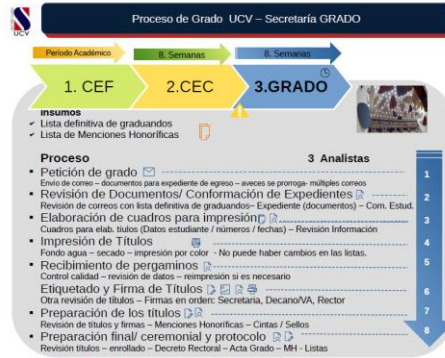 Proceso de Grado UCV – Secretaría GRADO
UCV
Período Académico
8. Semanas
8. Semanas
1. CEF
2.CEC
3.GRADO
Insumos
Lista definitiva de graduandos
Lista de Menciones Honoríficas
Proceso
3 Analistas
Petición de grado
1
Envio de correo – documentos para expediente de egreso – aveces se prorroga- múltiples correos
Revisión de Documentos/ Conformación de Expedientes
2
Revisión de correos con lista definitiva de graduandos– Expediente (documentos) – Com. Estud.
Elaboración de cuadros para impresión
3
Cuadros para elab. tíulos (Datos estudiante / números / fechas) – Revisión Información
Impresión de Títulos
4
Fondo agua – secado – impresión por color - No puede haber cambios en las listas.
Recibimiento de pergaminos
5
Control calidad – revisión de datos – reimpresión si es necesario
Etiquetado y Firma de Títulos
6
Otra revisión de títulos – Firmas en orden: Secretaria, Decano/VA, Rector
Preparación de los títulos
7
Revisión de títulos y firmas – Menciones Honoríficas – Cintas / Sellos
Preparación final/ ceremonial y protocolo
8
Revisión títulos – enrollado – Decreto Rectoral – Acta Grado – MH - Listas